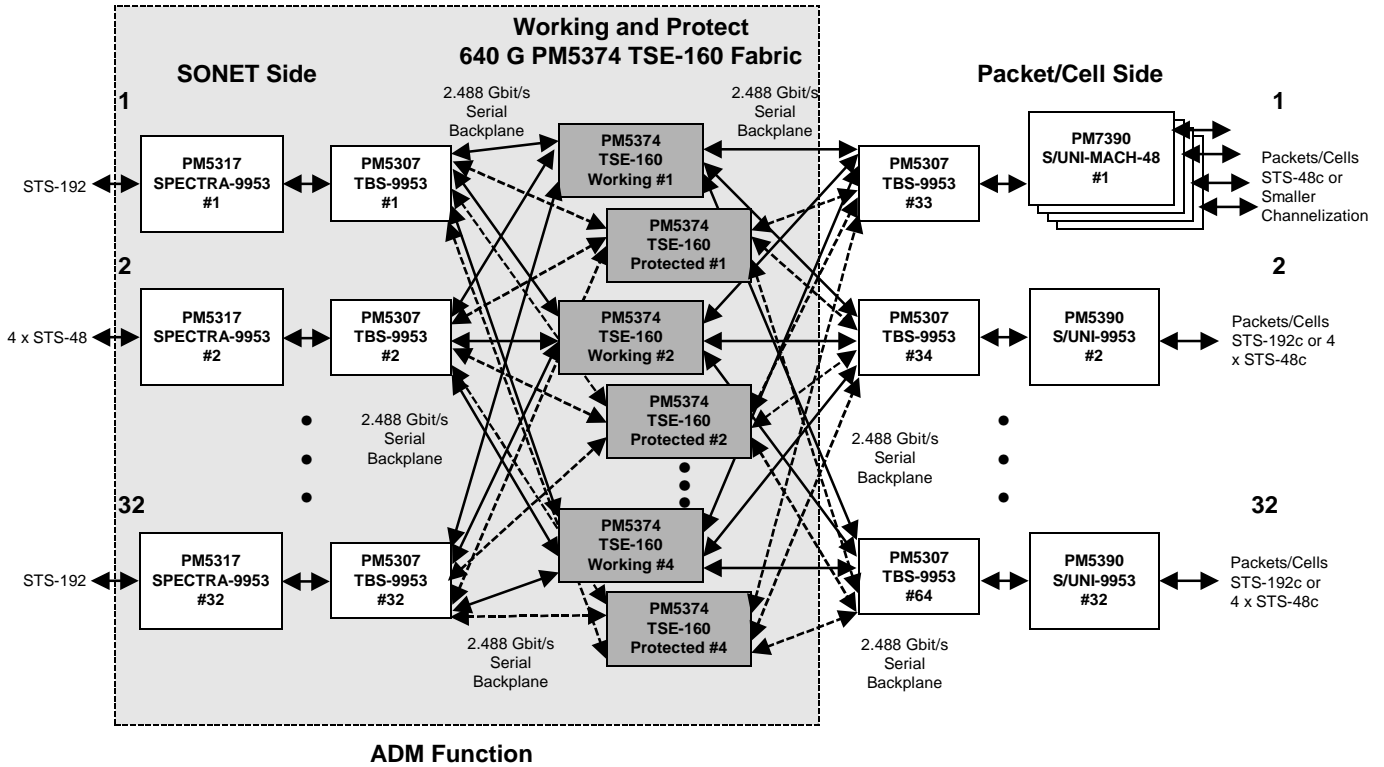 Working and Protect
640 G PM5374 TSE-160 Fabric
SONET Side
Packet/Cell Side
1
2.488 Gbit/s
Serial
Backplane
2.488 Gbit/s
Serial
Backplane
1
STS-192
PM5317
SPECTRA-9953
#1
PM5307
TBS-9953
#1
PM5374
TSE-160
Working #1
PM5307
TBS-9953
#33
PM7390
S/UNI-MACH-48
#1
Packets/Cells
STS-48c or
Smaller
Channelization
PM5374
TSE-160
Protected #1
2
2
4 x STS-48
PM5317
SPECTRA-9953
#2
PM5307
TBS-9953
#2
PM5374
TSE-160
Working #2
PM5307
TBS-9953
#34
PM5390
S/UNI-9953
#2
Packets/Cells
STS-192c or 4
x STS-48c
PM5374
TSE-160
Protected #2
2.488 Gbit/s
Serial
Backplane
2.488 Gbit/s
Serial
Backplane
32
32
STS-192
PM5317
SPECTRA-9953
#32
PM5307
TBS-9953
#32
PM5374
TSE-160
Working #4
PM5307
TBS-9953
#64
PM5390
S/UNI-9953
#32
Packets/Cells
STS-192c or
4 x STS-48c
PM5374
TSE-160
Protected #4
2.488 Gbit/s
Serial
Backplane
2.488 Gbit/s
Serial
Backplane
ADM Function